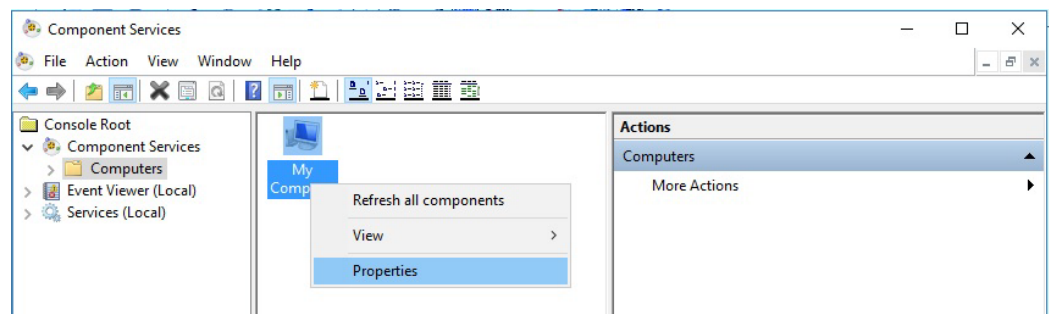 Component Services
File Action View Window Help
Console Root
Component Services
Computers
Event Viewer (Local)
Services (Local)
My
Refresh all components
View
Properties
Actions
Computers
More Actions